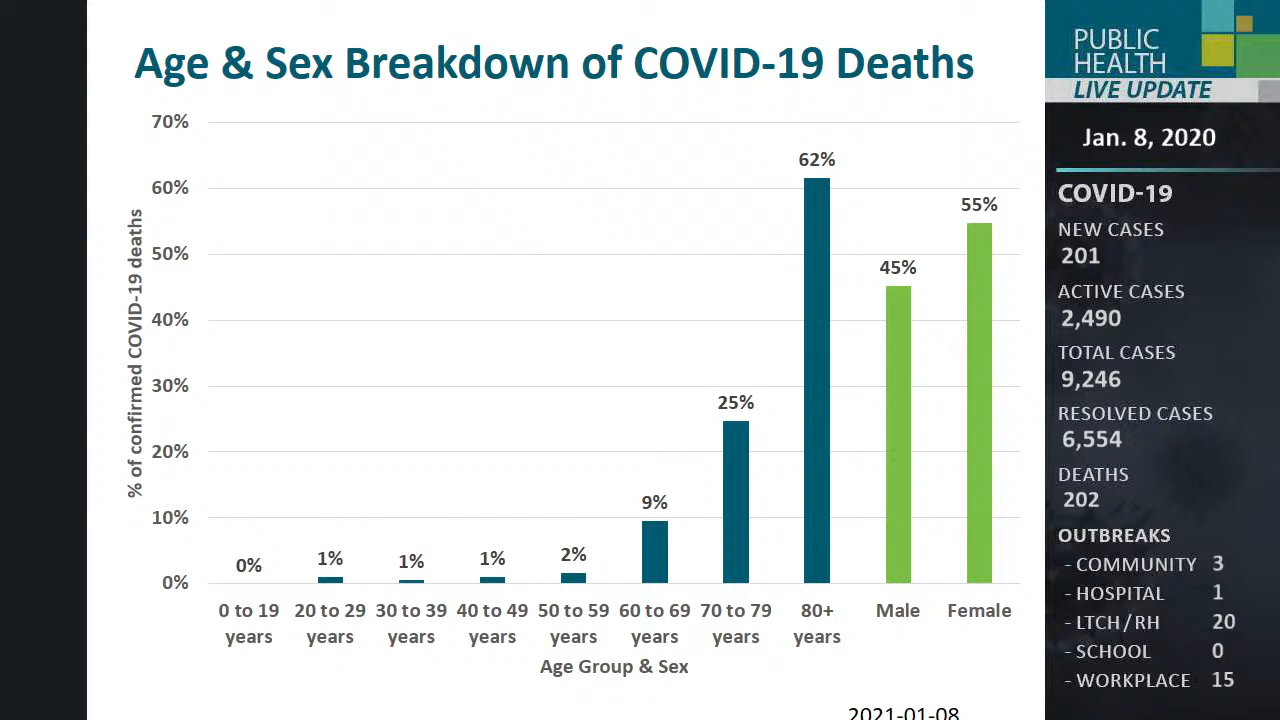 Age & Sex Breakdown of COVID-19 Deaths
70%
60%
50%
40%
30%
20%
10%
0%
% of confirmed COVID-19 deaths
0%
1%
1%
1%
2%
9%
25%
62%
45%
55%
0 to 19 years
20 to 29 years
30 to 39 years
40 to 49 years
50 to 59 years
60 to 69 years
70 to 79 years
80+ years
Male
Female
Age Group & Sex
2021-01-08
PUBLIC
HEALTH
LIVE UPDATE
Jan. 8, 2020
COVID-19
NEW CASES
201
ACTIVE CASES
2,490
TOTAL CASES
9,246
RESOLVED CASES
6,554
DEATHS
202
OUTBREAKS
- COMMUNITY 3
- HOSPITAL 1
- LTCH/RH 20
- SCHOOL 0
- WORKPLACE 15